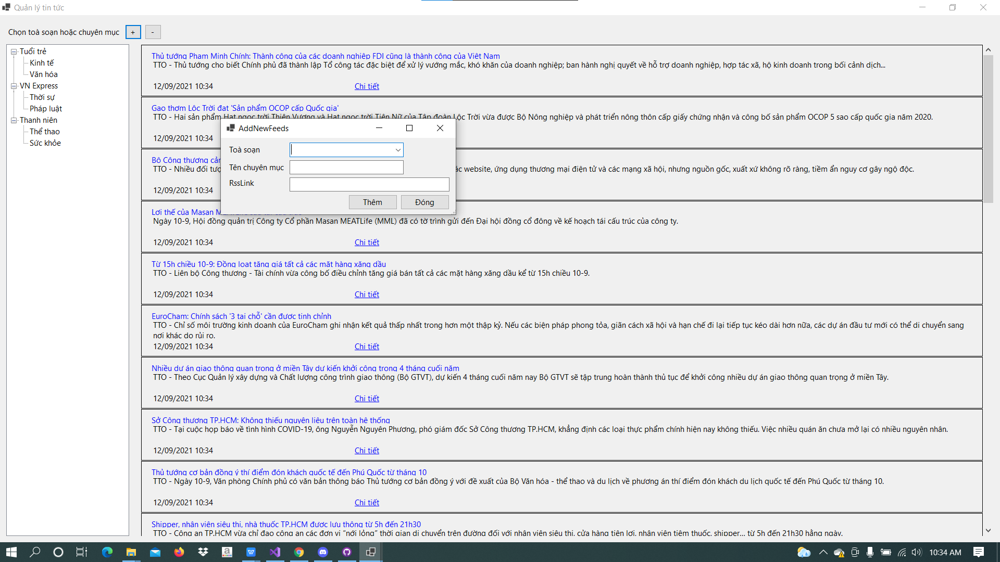 Quản lý tin tức
Chọn toà soạn hoặc chuyên mục + -
Tuổi trẻ
Kinh tế
Văn hóa
VN Express
Thời sự
Pháp luật
Thanh niên
Thể thao
Sức khỏe
Thủ tướng Phạm Minh Chính: Thành công của các doanh nghiệp FDI cũng là thành công của Việt Nam
TTO - Thủ tướng cho biết Chính phủ đã thành lập Tổ công tác đặc biệt để xử lý vướng mắc, khó khăn của doanh nghiệp; ban hành nghị quyết về hỗ trợ doanh nghiệp, hợp tác xã, hộ kinh doanh trong bối cảnh dịch...
12/09/2021 10:34 Chi tiết
Gạo thơm Lộc Trời đạt 'Sản phẩm OCOP cấp Quốc gia'
TTO - Hai sản phẩm Hạt ngọc trời Thiên Vương và Hạt ngọc trời Tiên Nữ của Tập đoàn Lộc Trời vừa được Bộ Nông nghiệp và phát triển nông thôn cấp giấy chứng nhận và công bố sản phẩm OCOP 5 sao cấp quốc gia năm 2020.
12/09/2021 10:34
AddNewFeeds
Toà soạn
Tên chuyên mục
RssLink
Thêm Đóng
Bộ Công thương
TTO - Nhiều đối website, ứng dụng thương mại điện tử và các mạng xã hội, nhưng nguồn gốc, xuất xứ không rõ ràng, tiềm ẩn nguy cơ gây ngộ độc.
12/09/2021 10:34
Lợi thế của Masan
Ngày 10-9, Hội đồng quản trị Công ty Cổ phần Masan MEATLife (MML) đã có tờ trình gửi đến Đại hội đồng cổ đông về kế hoạch tái cấu trúc của công ty.
12/09/2021 10:34 Chi tiết
Từ 15h chiều 10-9: Đồng loạt tăng giá tất cả các mặt hàng xăng dầu
TTO - Liên bộ Công thương - Tài chính vừa công bố điều chỉnh tăng giá bán tất cả các mặt hàng xăng dầu kể từ 15h chiều 10-9.
12/09/2021 10:34 Chi tiết
EuroCham: Chính sách '3 tại chỗ' cần được tinh chỉnh
TTO - Chỉ số môi trường kinh doanh của EuroCham ghi nhận kết quả thấp nhất trong hơn một thập kỷ. Nếu các biện pháp phong tỏa, giãn cách xã hội và hạn chế đi lại tiếp tục kéo dài hơn nữa, các dự án đầu tư mới có thể di chuyển sang
nơi khác do rủi ro.
12/09/2021 10:34 Chi tiết
Nhiều dự án giao thông quan trọng ở miền Tây dự kiến khởi công trong 4 tháng cuối năm
TTO - Theo Cục Quản lý xây dựng và Chất lượng công trình giao thông (Bộ GTVT), dự kiến 4 tháng cuối năm nay Bộ GTVT sẽ tập trung hoàn thành thủ tục để khởi công nhiều dự án giao thông quan trọng ở miền Tây.
12/09/2021 10:34 Chi tiết
Sở Công thương TP.HCM: Không thiếu nguyên liệu trên toàn hệ thống
TTO - Tại cuộc họp báo về tình hình COVID-19, ông Nguyễn Nguyên Phương, phó giám đốc Sở Công thương TP.HCM, khẳng định các loại thực phẩm chính hiện nay không thiếu. Việc nhiều quán ăn chưa mở lại có nhiều nguyên nhân.
12/09/2021 10:34 Chi tiết
Thủ tướng cơ bản đồng ý thí điểm đón khách quốc tế đến Phú Quốc từ tháng 10
TTO - Ngày 10-9, Văn phòng Chính phủ có văn bản thông báo Thủ tướng cơ bản đồng ý với đề xuất của Bộ Văn hóa - thể thao và du lịch về phương án thí điểm đón khách du lịch quốc tế đến Phú Quốc từ tháng 10.
12/09/2021 10:34 Chi tiết
Shipper, nhân viên siêu thị, nhà thuốc TP.HCM được lưu thông từ 5h đến 21h30
TTO - Công an TP.HCM vừa chỉ đạo công an các đơn vị “nới lỏng” thời gian di chuyển trên đường đối với nhân viên siêu thị, cửa hàng tiện lợi, nhân viên tiệm thuốc, shipper... từ 5h đến 21h30 hằng ngày.
10:34 AM